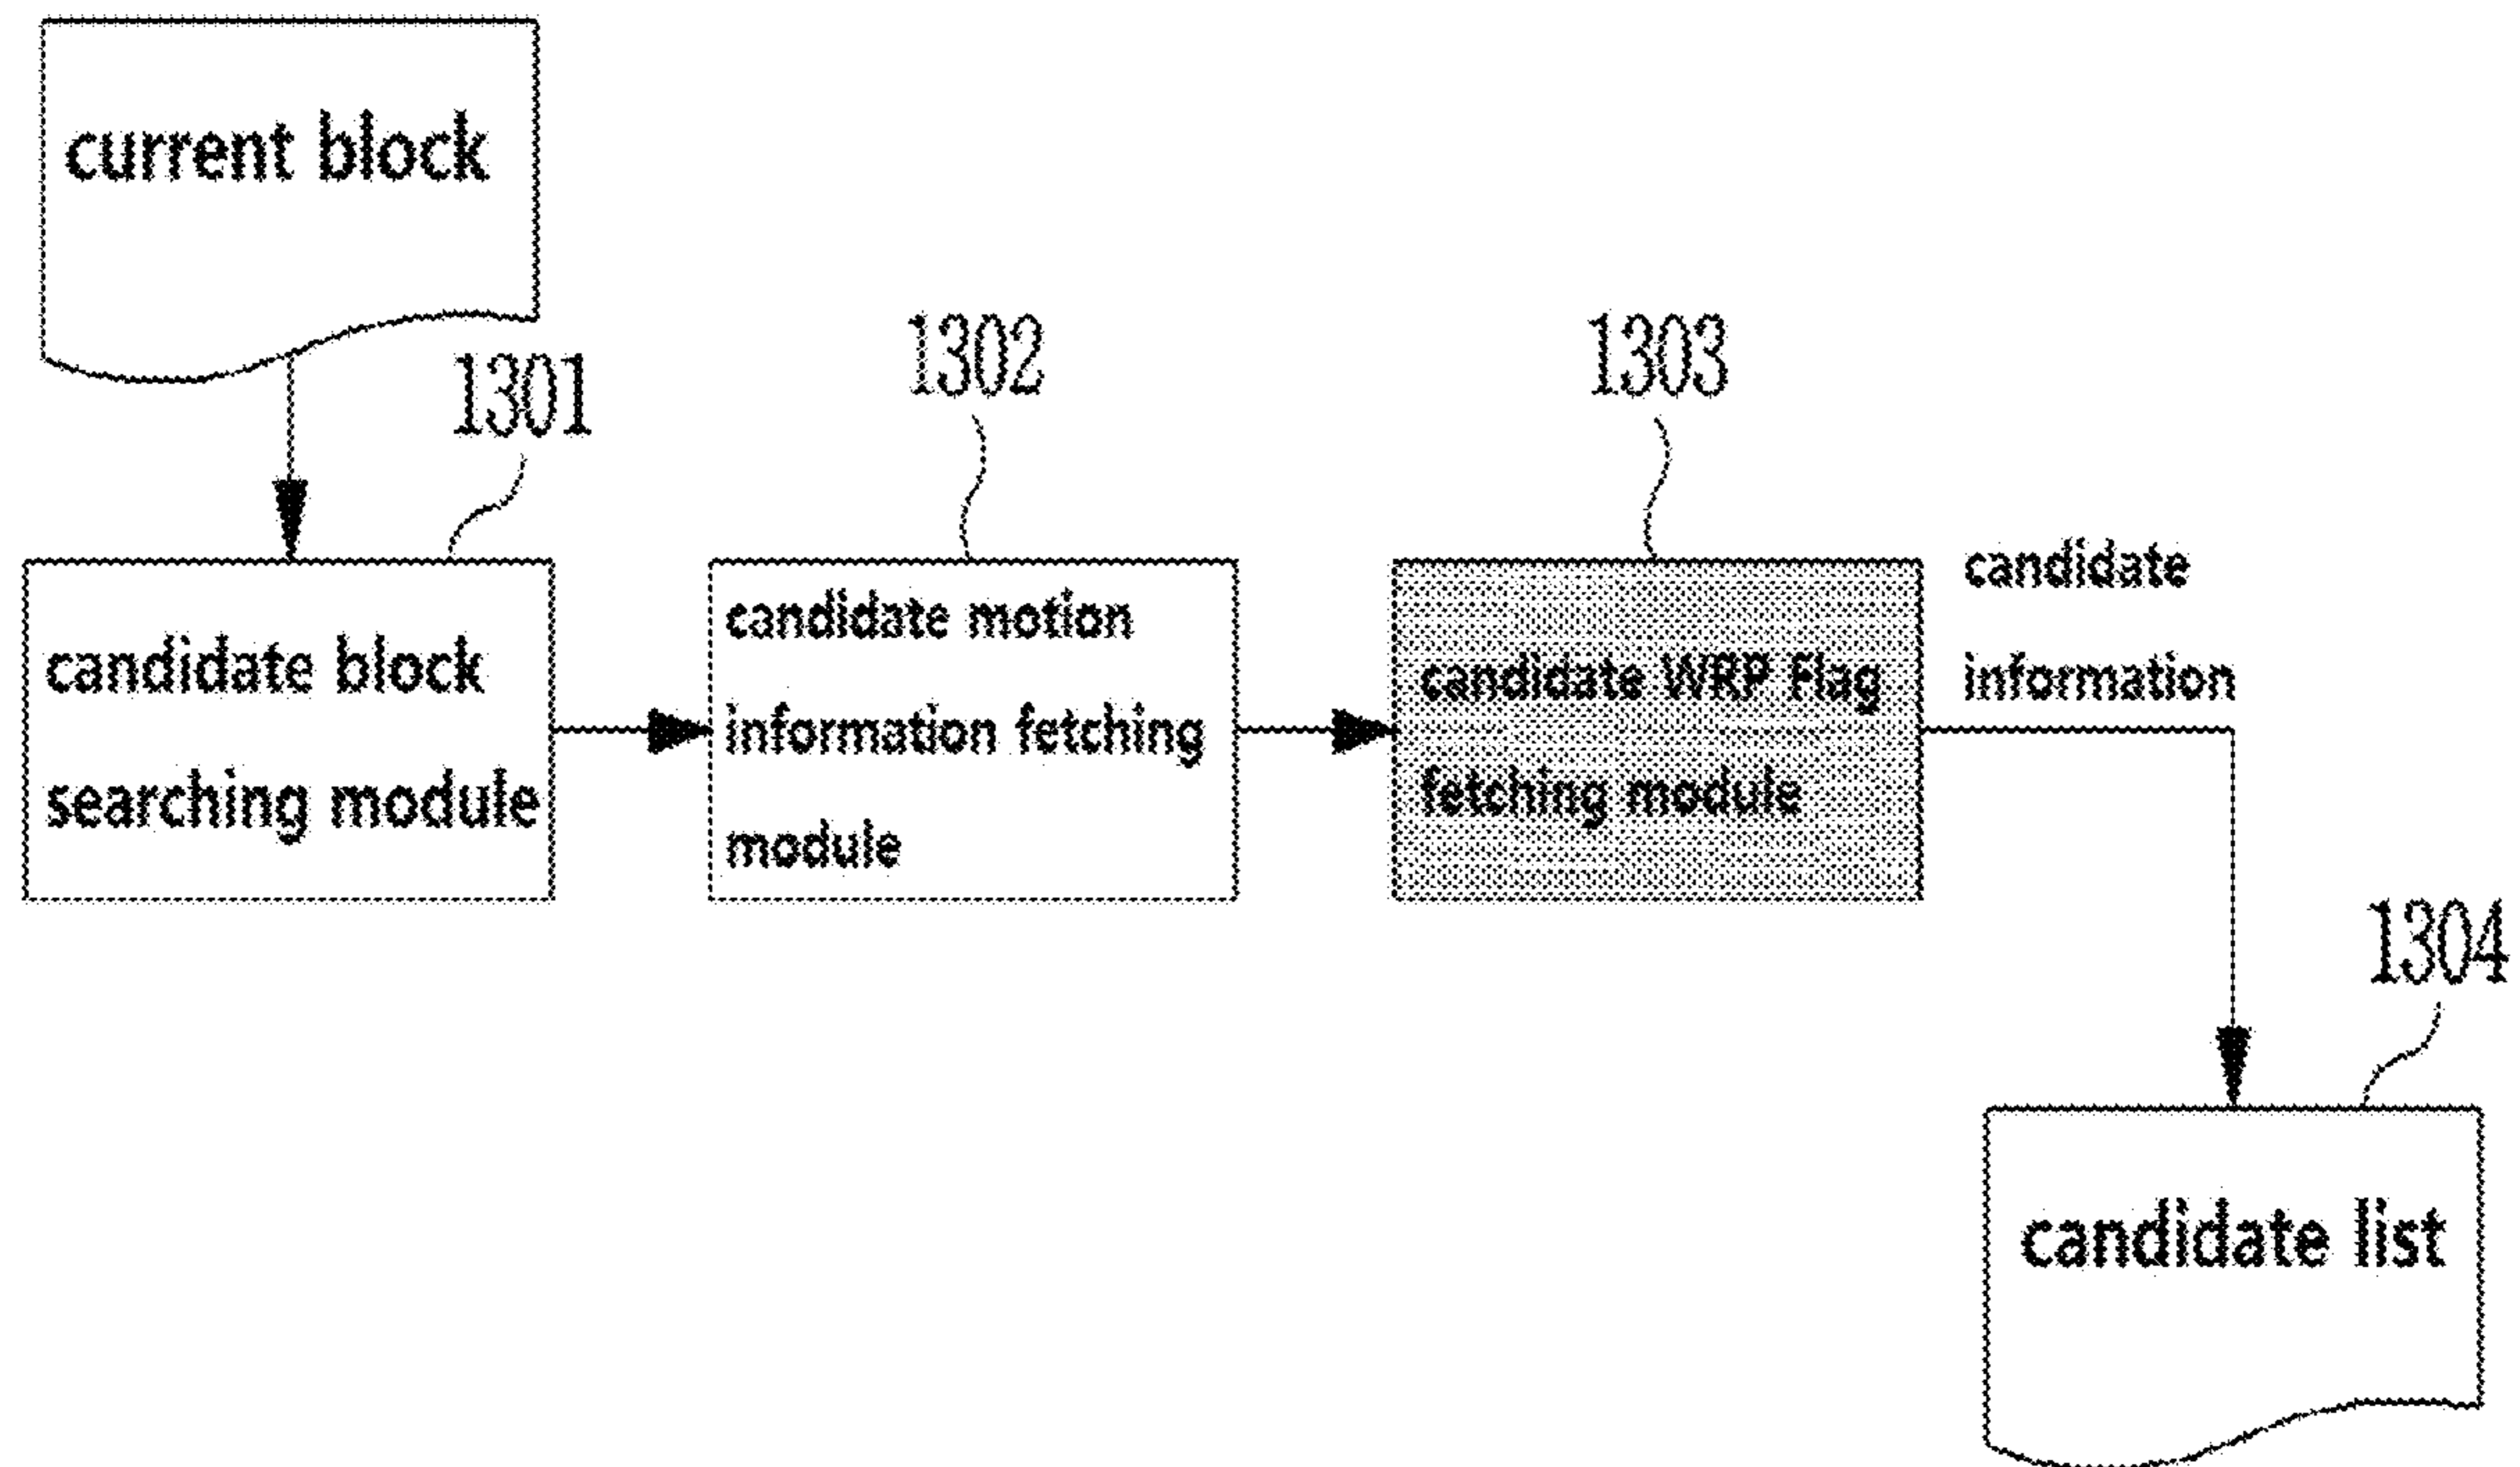 current block
1301
1302
1303
candidate block
searching module
candidate motion
information fetching
module
candidate WRP Flag
fetching module
candidate
information
1304
candidate list